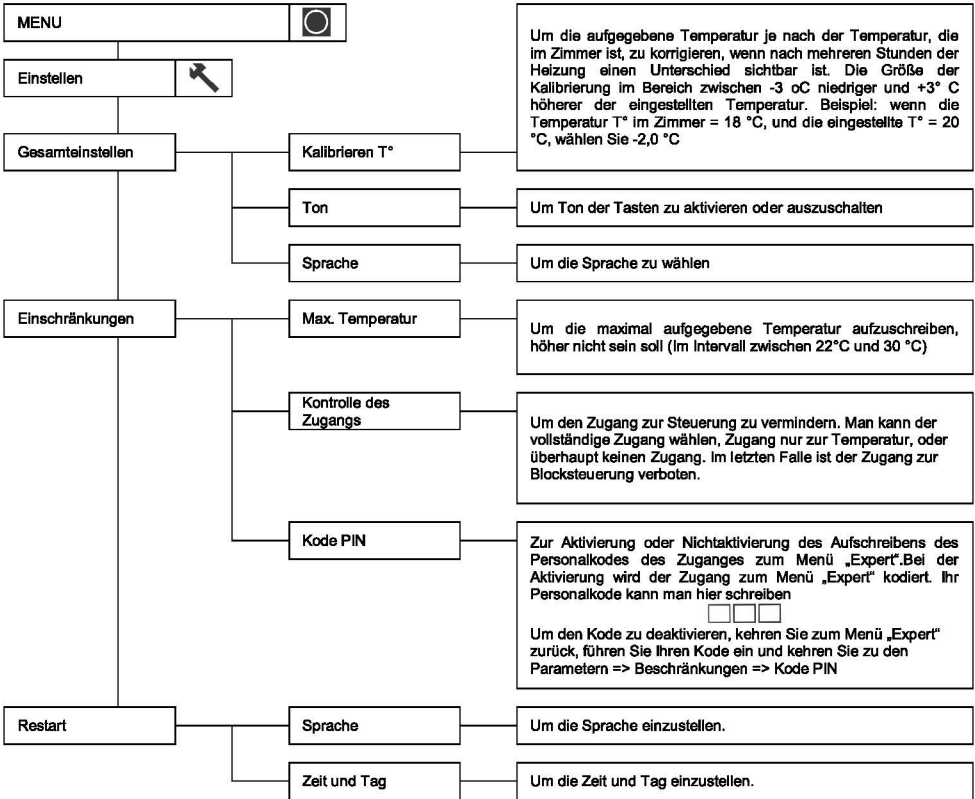 MENU
Einstellen
Gesamteinstellen
Kalibrieren T°
Um die aufgegebene Temperatur je nach der Temperatur, die
im Zimmer ist, zu korrigieren, wenn nach mehreren Stunden der
Heizung einen Unterschied sichtbar ist. Die Größe der
Kalibrierung im Bereich zwischen -3 oC niedriger und +3° C
höherer der eingestellten Temperatur. Beispiel: wenn die
Temperatur T° im Zimmer = 18 °C, und die eingestellte T° = 20
°C, wählen Sie -2,0 °C
Ton
Um Ton der Tasten zu aktivieren oder auszuschalten
Sprache
Um die Sprache zu wählen
Einschränkungen
Max. Temperatur
Um die maximal aufgegebene Temperatur aufzuschreiben,
höher nicht sein soll (Im Intervall zwischen 22°C und 30 °C)
Kontrolle des
Zugangs
Um den Zugang zur Steuerung zu vermindern. Man kann der
vollständige Zugang wählen, Zugang nur zur Temperatur, oder
überhaupt keinen Zugang. Im letzten Falle ist der Zugang zur
Blocksteuerung verboten.
Kode PIN
Zur Aktivierung oder Nichtaktivierung des Aufschreibens des
Personalkodes des Zuganges zum Menü „Expert“.Bei der
Aktivierung wird der Zugang zum Menü „Expert“ kodiert. Ihr
Personalkode kann man hier schreiben
Um den Kode zu deaktivieren, kehren Sie zum Menü „Expert“
zurück, führen Sie Ihren Kode ein und kehren Sie zu den
Parametern => Beschränkungen => Kode PIN
Restart
Sprache
Um die Sprache einzustellen.
Zeit und Tag
Um die Zeit und Tag einzustellen.